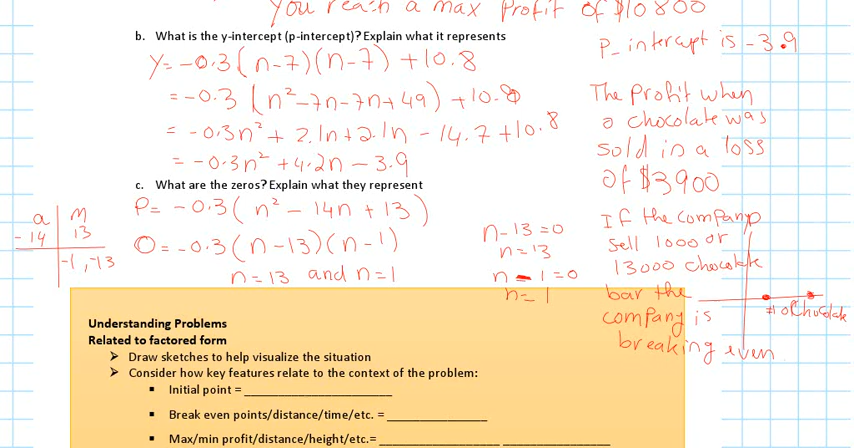 You reach a max Profit of $10800
b. What is the y-intercept (p-intercept)? Explain what it represents
y = -0.3(n-7)(n-7) + 10.8
= -0.3(n² - 7n - 7n + 49) + 10.8
= -0.3n² + 2.1n + 2.1n - 14.7 + 10.8
= -0.3n² + 4.2n - 3.9
P_ intercept is -3.9
The Profit when
0 chocolate was
sold is a loss
of $3900
c. What are the zeros? Explain what they represent
a | M
-14 | 13
-1, -13
P = -0.3(n² - 14n + 13)
0 = -0.3(n-13)(n-1)
n = 13 and n = 1
n - 13 = 0
n = 13
n - 1 = 0
n = 1
If the company
sell 1000 or
13000 chocolate
bar the
company is
breaking even
P
# of Chocolate
Understanding Problems
Related to factored form
➢ Draw sketches to help visualize the situation
➢ Consider how key features relate to the context of the problem:
▪ Initial point = ______________________
▪ Break even points/distance/time/etc. = _______________
▪ Max/min profit/distance/height/etc.= __________________ ________________